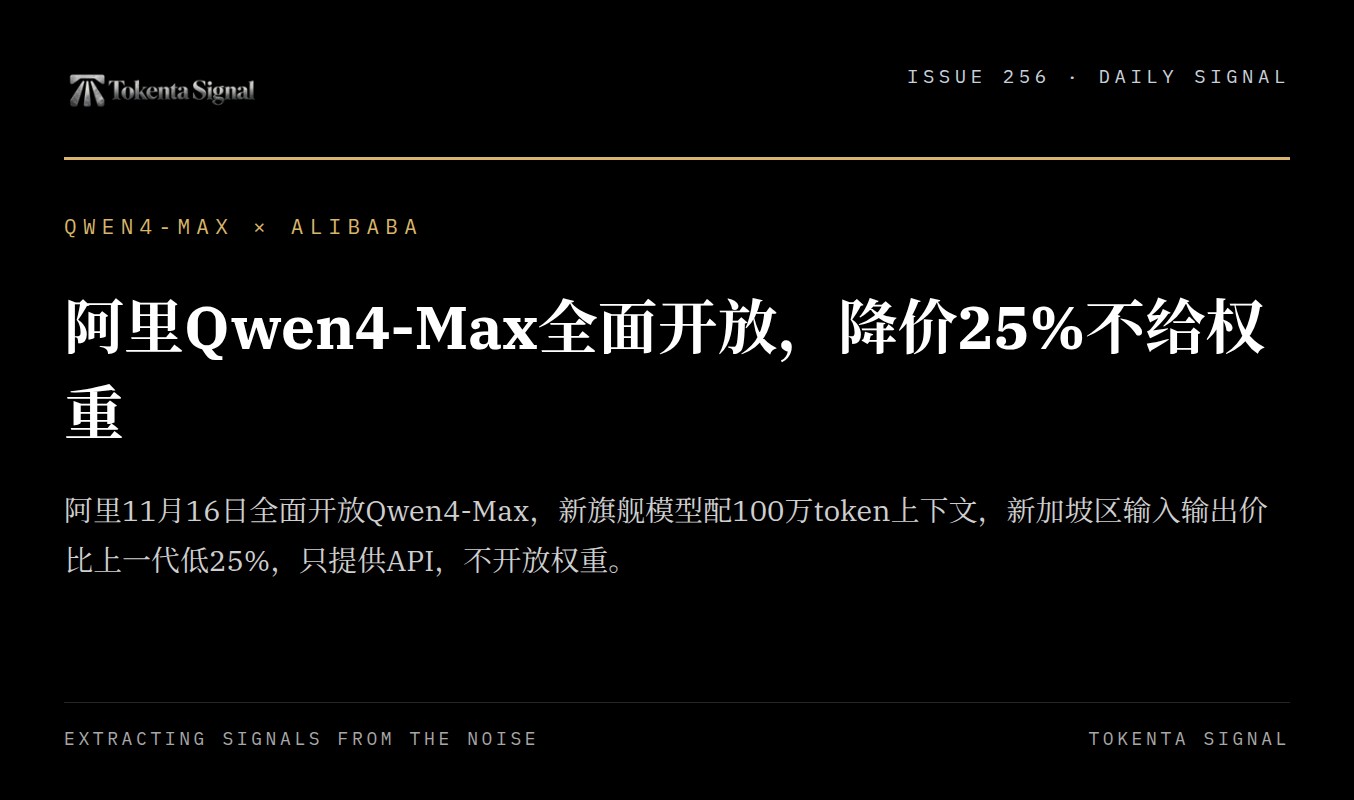 Tokenta Signal
ISSUE 256 · DAILY SIGNAL
QWEN4-MAX × ALIBABA
阿里Qwen4-Max全面开放，降价25%不给权
重
阿里11月16日全面开放Qwen4-Max，新旗舰模型配100万token上下文，新加坡区输入输出价
比上一代低25%，只提供API，不开放权重。
EXTRACTING SIGNALS FROM THE NOISE
TOKENTA SIGNAL